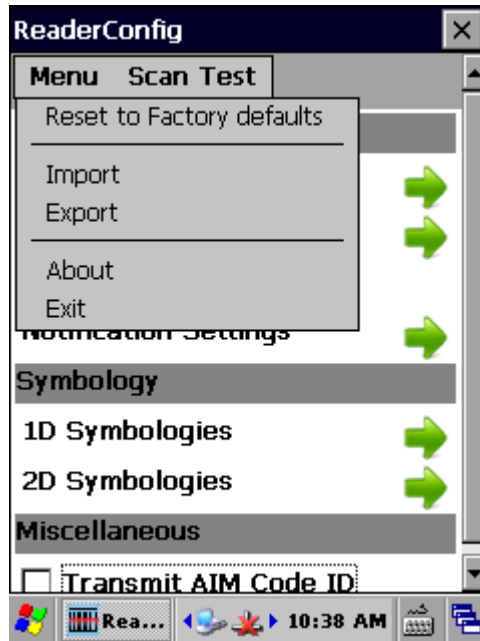 ReaderConfig
Menu Scan Test
Reset to Factory defaults
Import
Export
About
Exit
Notification Settings
Symbology
1D Symbologies
2D Symbologies
Miscellaneous
Transmit AIM Code ID
Rea... 10:38 AM